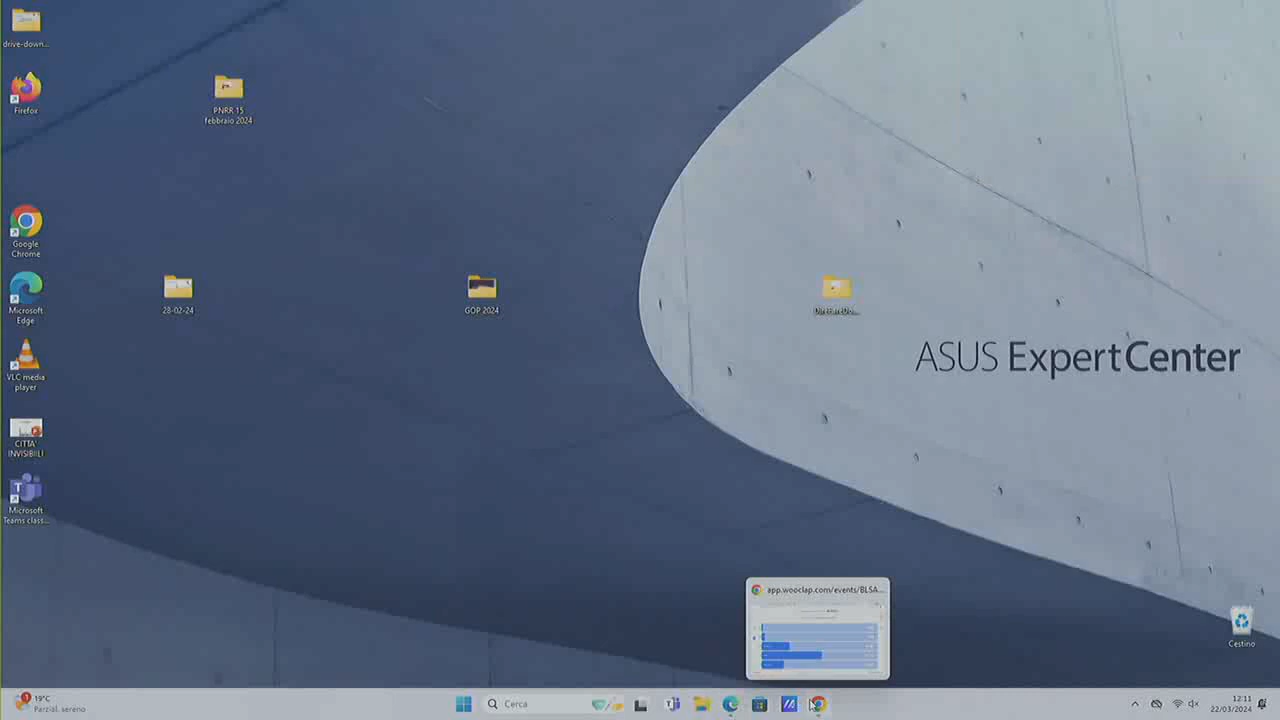 drive-down...
Firefox
PNRR 15
febbraio 2024
Google
Chrome
Microsoft
Edge
28-02-24
GOP 2024
DireFareDo...
ASUS ExpertCenter
VLC media
player
CITTA'
INVISIBILI
Microsoft
Teams class...
app.wooclap.com/events/BLSA...
Cestino
1
19°C
Parzial. sereno
Cerca
12:11
22/03/2024